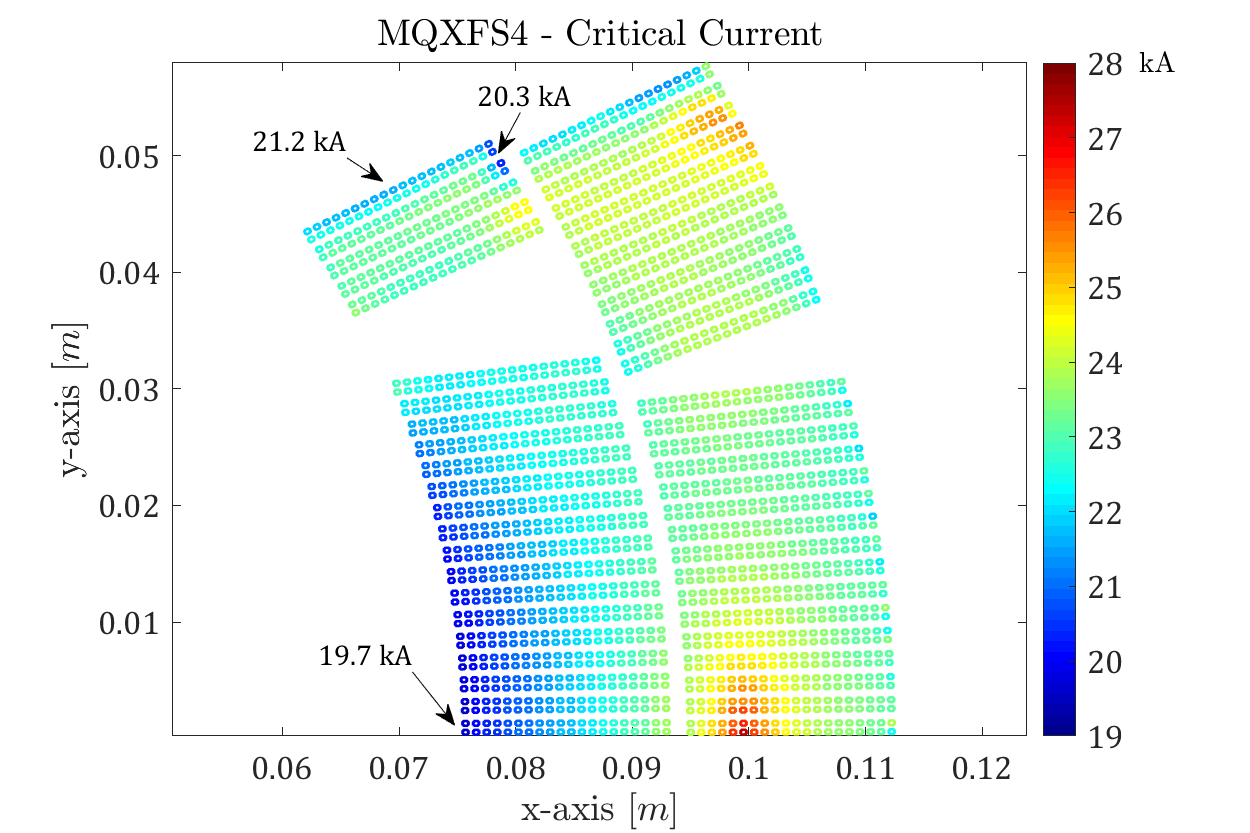 MQXFS4 - Critical Current
28 kA
20.3 kA
21.2 kA
27
0.05
26
0.04
25
24
0.03
23
0.02
22
21
0.01
19.7 kA
20
19
0.06 0.07 0.08 0.09 0.1 0.11 0.12
x-axis [m]
y-axis [m]